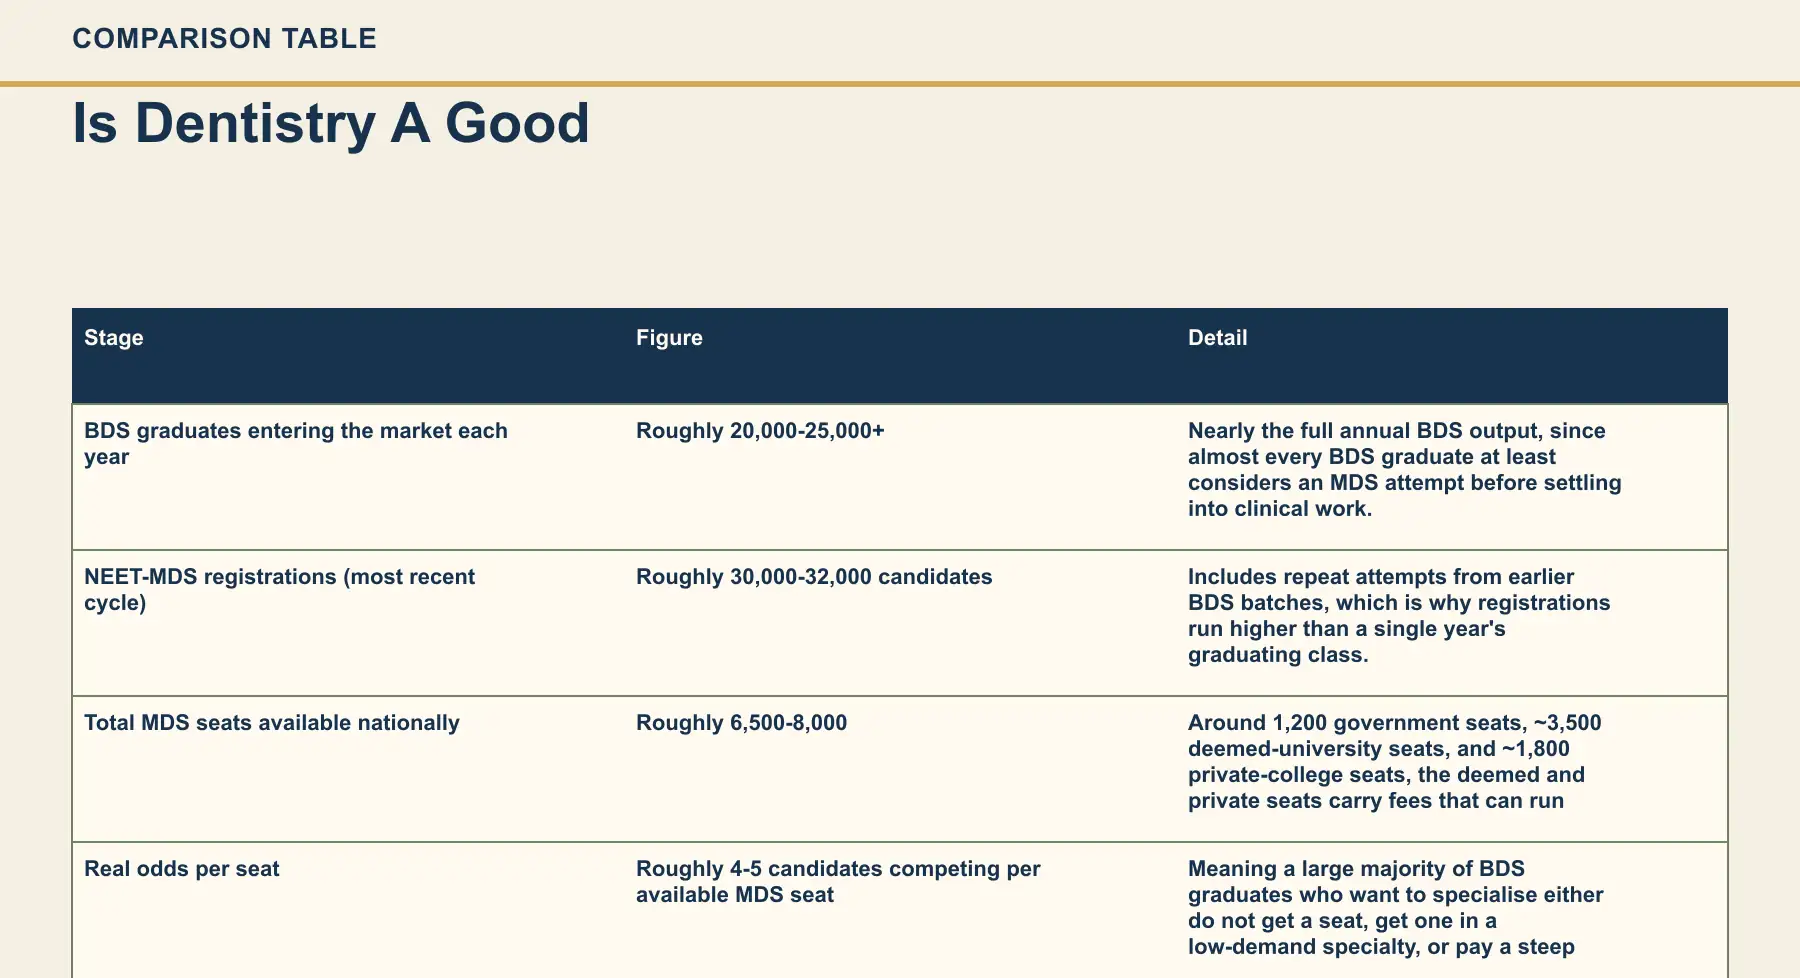 COMPARISON TABLE
Is Dentistry A Good
Stage
Figure
Detail
BDS graduates entering the market each
year
Roughly 20,000-25,000+
Nearly the full annual BDS output, since
almost every BDS graduate at least
considers an MDS attempt before settling
into clinical work.
NEET-MDS registrations (most recent
cycle)
Roughly 30,000-32,000 candidates
Includes repeat attempts from earlier
BDS batches, which is why registrations
run higher than a single year's
graduating class.
Total MDS seats available nationally
Roughly 6,500-8,000
Around 1,200 government seats, ~3,500
deemed-university seats, and ~1,800
private-college seats, the deemed and
private seats carry fees that can run
Real odds per seat
Roughly 4-5 candidates competing per
available MDS seat
Meaning a large majority of BDS
graduates who want to specialise either
do not get a seat, get one in a
low-demand specialty, or pay a steep